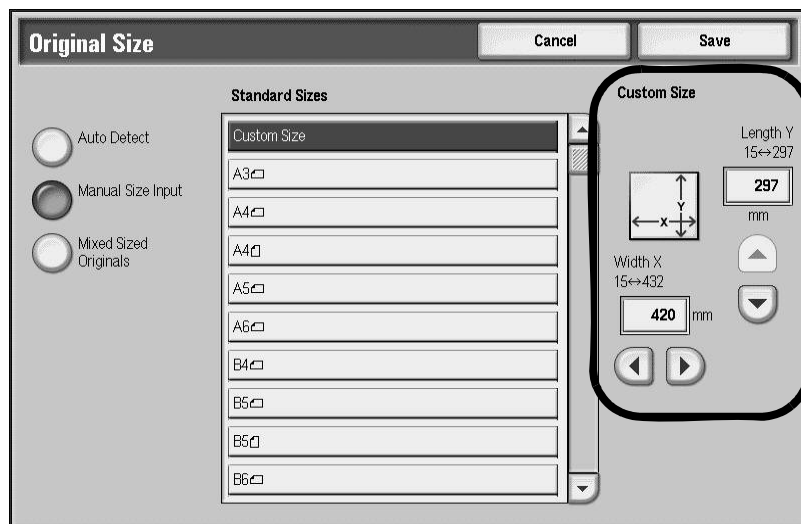 Original Size
Cancel
Save
Auto Detect
Manual Size Input
Mixed Sized
Originals
Standard Sizes
Custom Size
A3
A4
A4
A5
A6
B4
B5
B5
B6
Custom Size
Length Y
15↔297
297
mm
Y
X
Width X
15↔432
420 mm